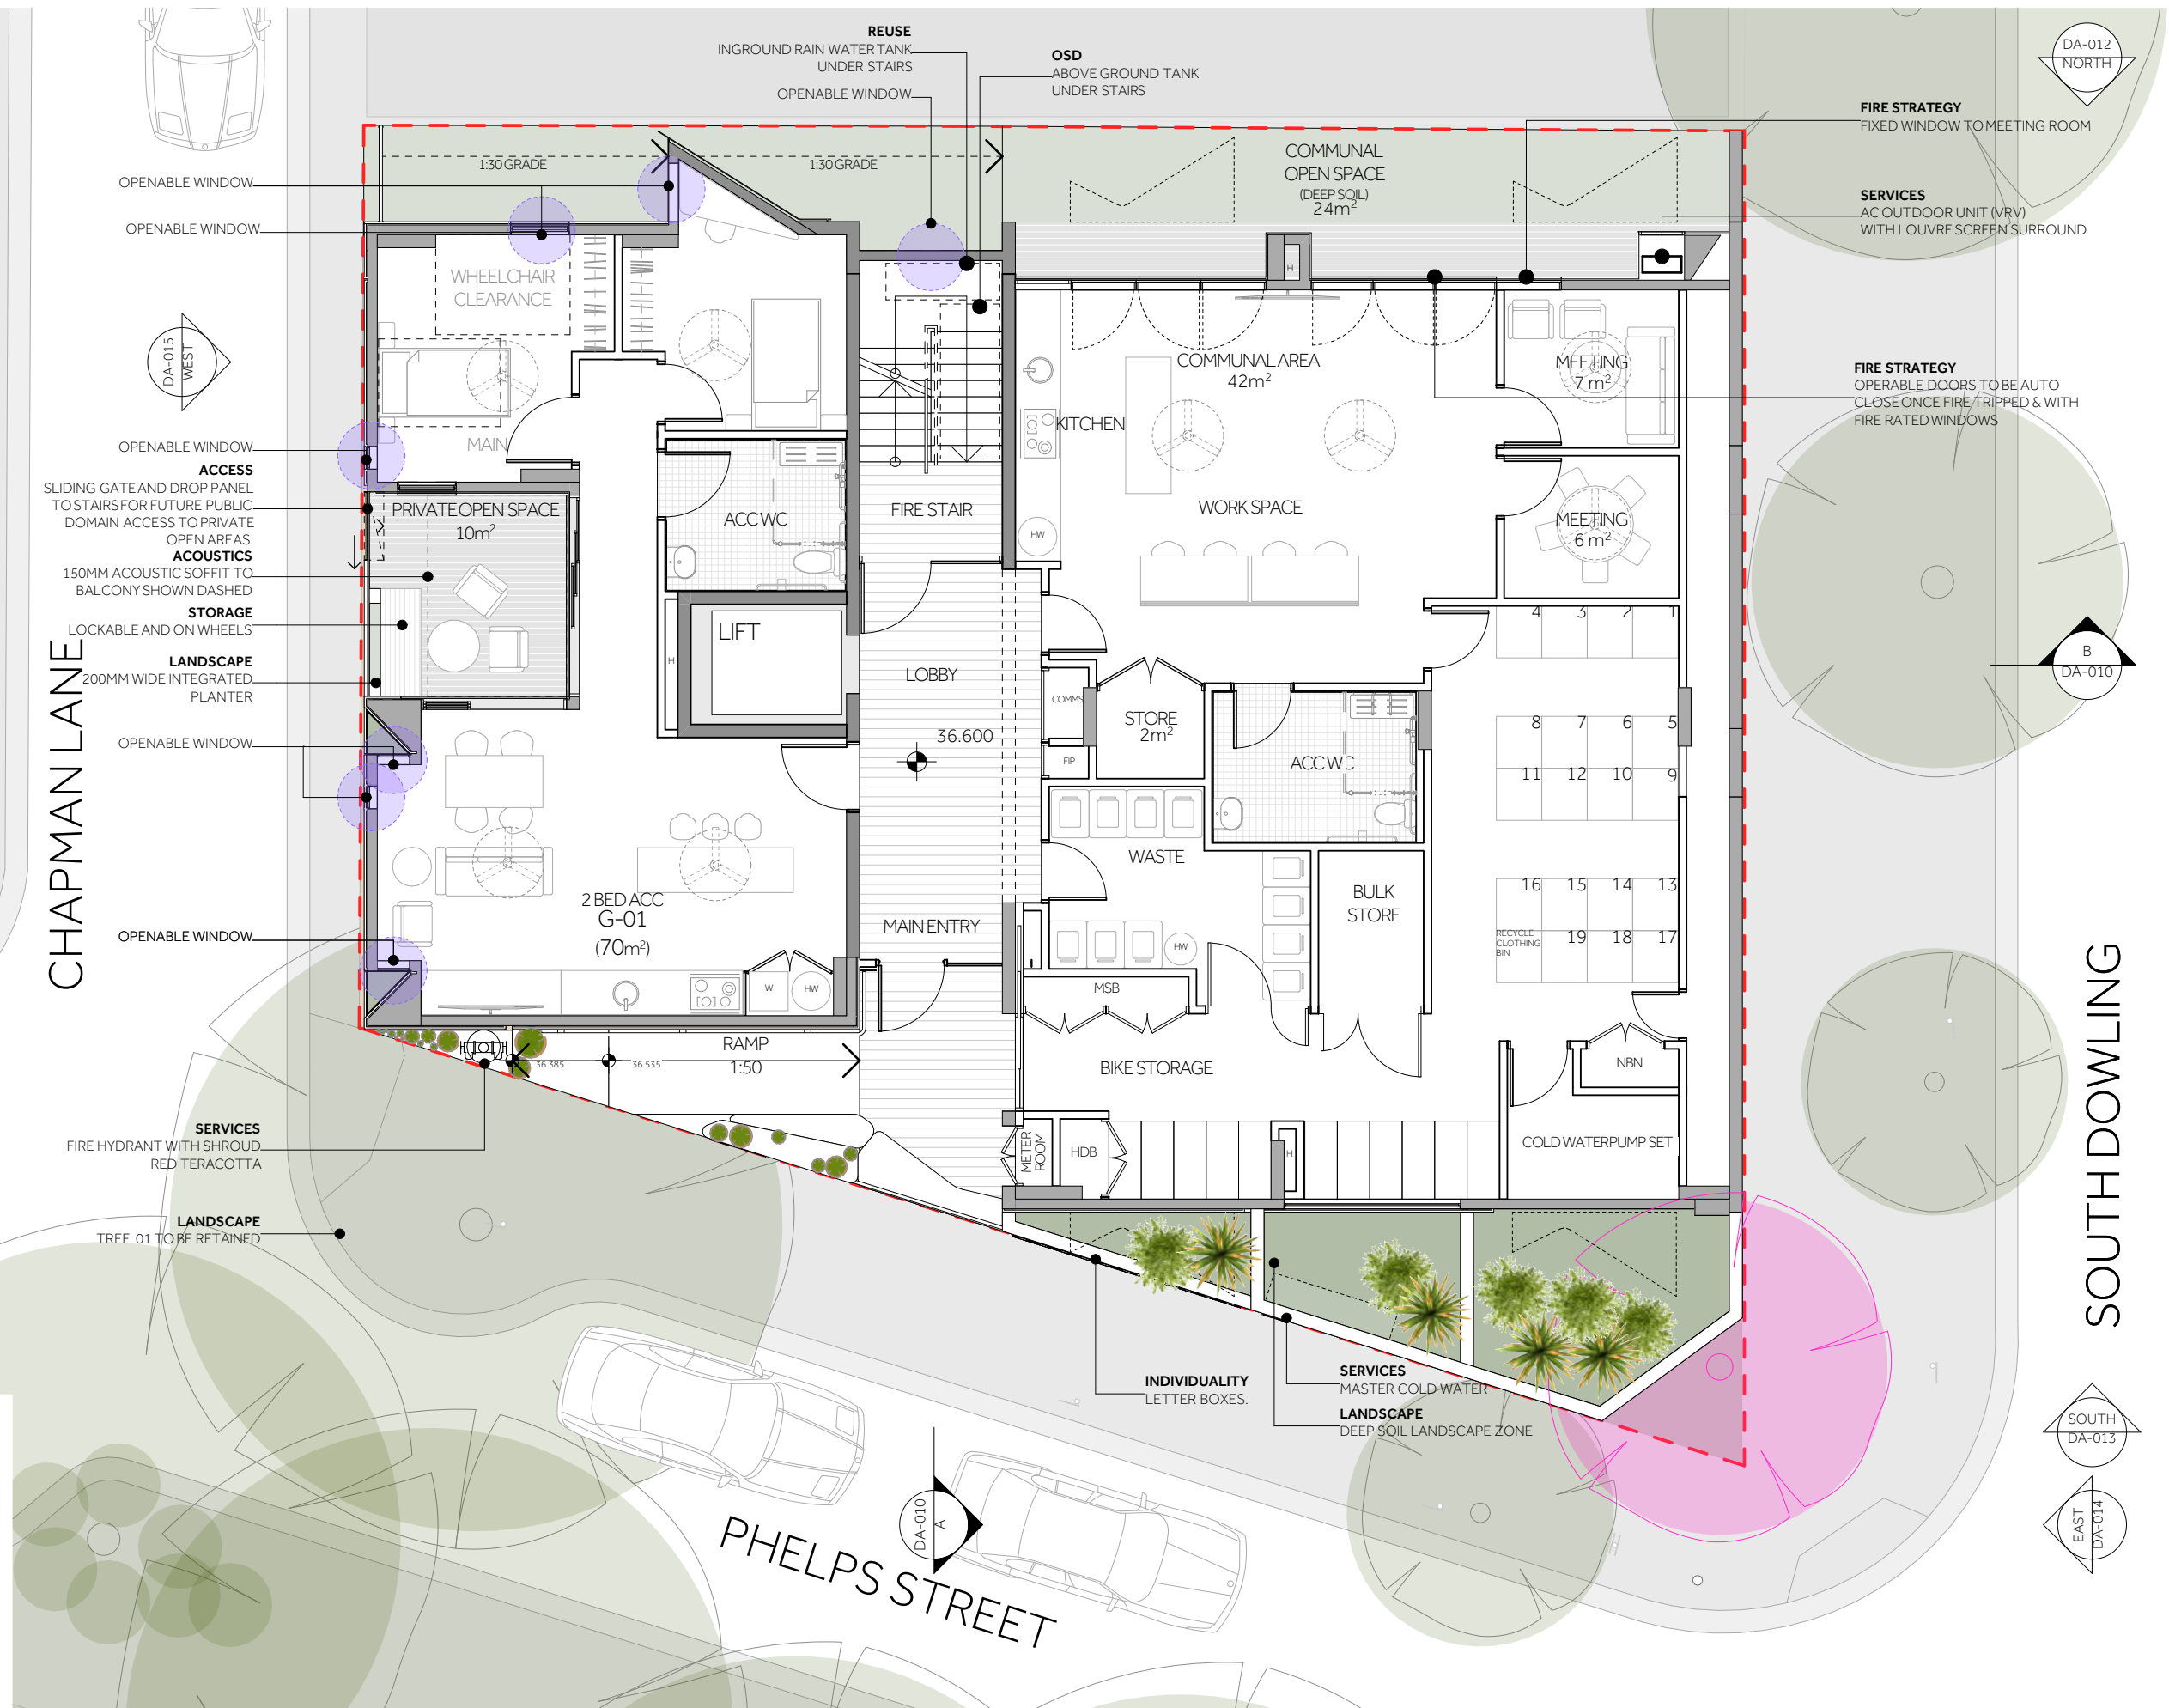 REUSE
INGROUND RAIN WATER TANK
UNDER STAIRS
OPENABLE WINDOW
OSD
ABOVE GROUND TANK
UNDER STAIRS
DA-012
NORTH
FIRE STRATEGY
FIXED WINDOW TO MEETING ROOM
SERVICES
AC OUTDOOR UNIT (VRV)
WITH LOUVRE SCREEN SURROUND
FIRE STRATEGY
OPERABLE DOORS TO BE AUTO
CLOSE ONCE FIRE TRIPPED & WITH
FIRE RATED WINDOWS
OPENABLE WINDOW
OPENABLE WINDOW
DA-015
WEST
OPENABLE WINDOW
ACCESS
SLIDING GATE AND DROP PANEL
TO STAIRS FOR FUTURE PUBLIC
DOMAIN ACCESS TO PRIVATE
OPEN AREAS.
ACOUSTICS
150MM ACOUSTIC SOFFIT TO
BALCONY SHOWN DASHED
STORAGE
LOCKABLE AND ON WHEELS
LANDSCAPE
200MM WIDE INTEGRATED
PLANTER
OPENABLE WINDOW
OPENABLE WINDOW
SERVICES
FIRE HYDRANT WITH SHROUD
RED TERACOTTA
LANDSCAPE
TREE 01 TO BE RETAINED
CHAPMAN LANE
1:30 GRADE
1:30 GRADE
COMMUNAL
OPEN SPACE
(DEEP SOIL)
24m²
WHEELCHAIR
CLEARANCE
MAIN
PRIVATE OPEN SPACE
10m²
ACC WC
FIRE STAIR
LIFT
H
LOBBY
36.600
MAIN ENTRY
2 BED ACC
G-01
(70m²)
W
HW
RAMP
1:50
36.385
36.535
H
COMMUNAL AREA
42m²
KITCHEN
WORK SPACE
HW
MEETING
7 m²
MEETING
6 m²
COMMS
FIP
STORE
2m²
ACC WC
WASTE
HW
BULK
STORE
MSB
BIKE STORAGE
METER
ROOM
HDB
H
NBN
COLD WATER PUMP SET
4 3 2 1
8 7 6 5
11 12 10 9
16 15 14 13
RECYCLE
CLOTHING
BIN
19 18 17
B
DA-010
SOUTH DOWLING
SOUTH
DA-013
EAST
DA-014
INDIVIDUALITY
LETTER BOXES.
SERVICES
MASTER COLD WATER
LANDSCAPE
DEEP SOIL LANDSCAPE ZONE
DA-010
A
PHELPS STREET